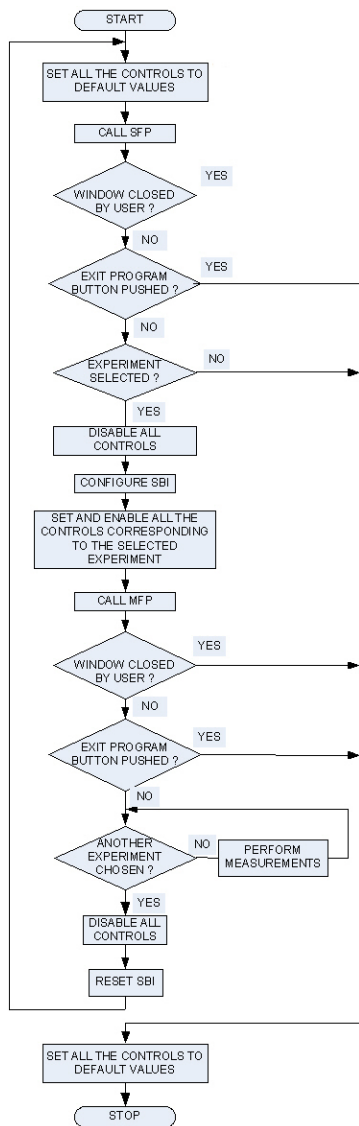 START
SET ALL THE CONTROLS TO
DEFAULT VALUES
CALL SFP
YES
WINDOW CLOSED
BY USER ?
NO
EXIT PROGRAM
BUTTON PUSHED ?
YES
NO
EXPERIMENT
SELECTED ?
NO
YES
DISABLE ALL
CONTROLS
CONFIGURE SBI
SET AND ENABLE ALL THE
CONTROLS CORRESPONDING
TO THE SELECTED
EXPERIMENT
CALL MFP
YES
WINDOW CLOSED
BY USER ?
NO
YES
EXIT PROGRAM
BUTTON PUSHED ?
NO
ANOTHER
EXPERIMENT
CHOSEN ?
NO
PERFORM
MEASUREMENTS
YES
DISABLE ALL
CONTROLS
RESET SBI
SET ALL THE CONTROLS TO
DEFAULT VALUES
STOP